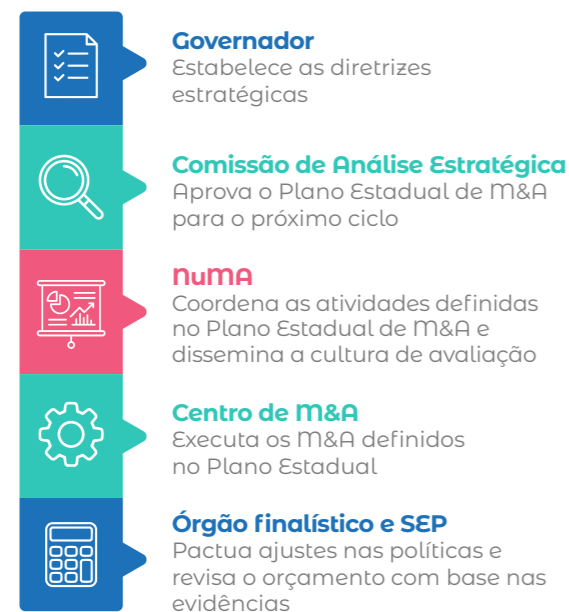 Governador
Estabelece as diretrizes
estratégicas
Comissão de Análise Estratégica
Aprova o Plano Estadual de M&A
para o próximo ciclo
NuMA
Coordena as atividades definidas
no Plano Estadual de M&A e
dissemina a cultura de avaliação
Centro de M&A
Executa os M&A definidos
no Plano Estadual
Órgão finalístico e SEP
Pactua ajustes nas políticas e
revisa o orçamento com base nas
evidências